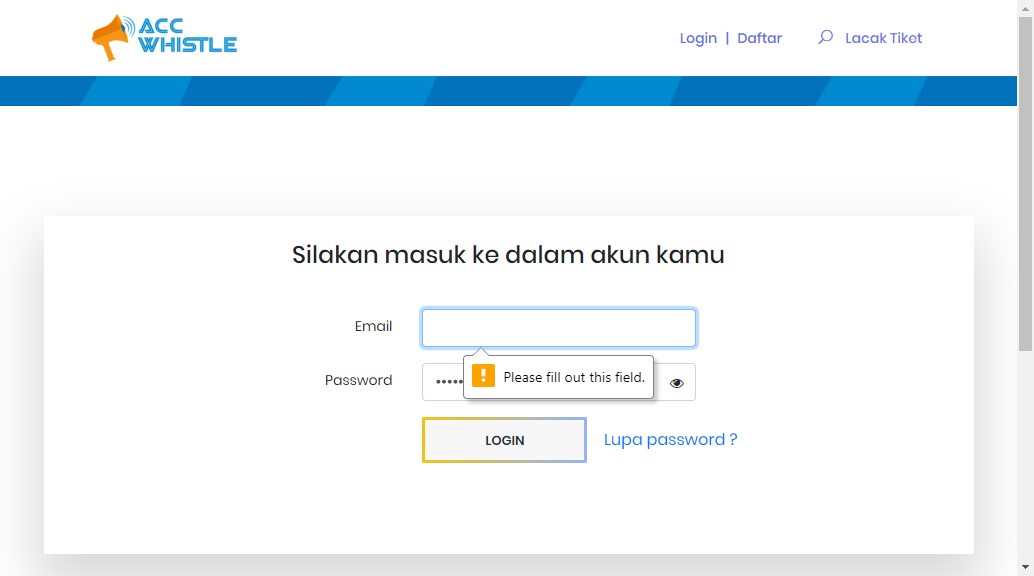 ACC
WHISTLE
Login | Daftar
Lacak Tiket
Silakan masuk ke dalam akun kamu
Email
Please fill out this field.
Password
LOGIN
Lupa password ?